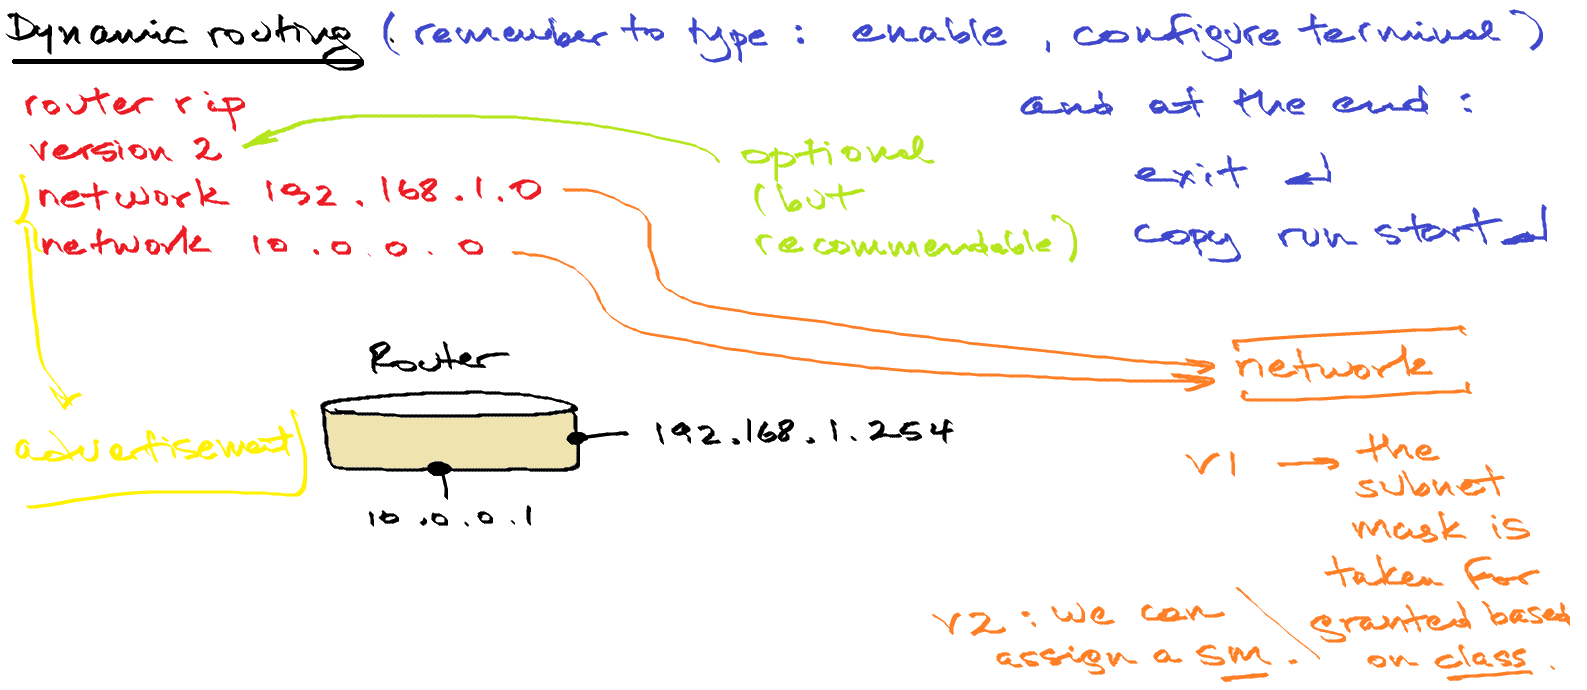 Dynamic routing (remember to type : enable , configure terminal)
router rip
version 2
network 192.168.1.0
network 10.0.0.0
optional
(but
recommendable)
and at the end :
exit ↵
copy run start ↵
advertisement
Router
192.168.1.254
10.0.0.1
network
v1 → the
subnet
mask is
taken for
granted based
on class.
v2 : we can
assign a SM.